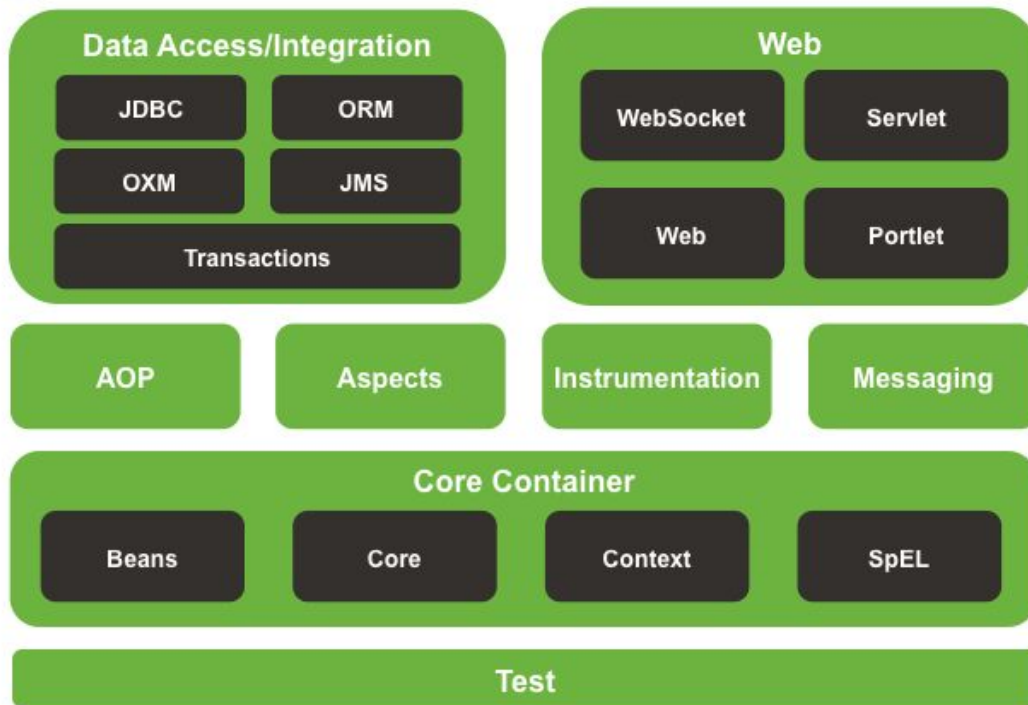 Data Access/Integration
JDBC
ORM
OXM
JMS
Transactions
Web
WebSocket
Servlet
Web
Portlet
AOP
Aspects
Instrumentation
Messaging
Core Container
Beans
Core
Context
SpEL
Test